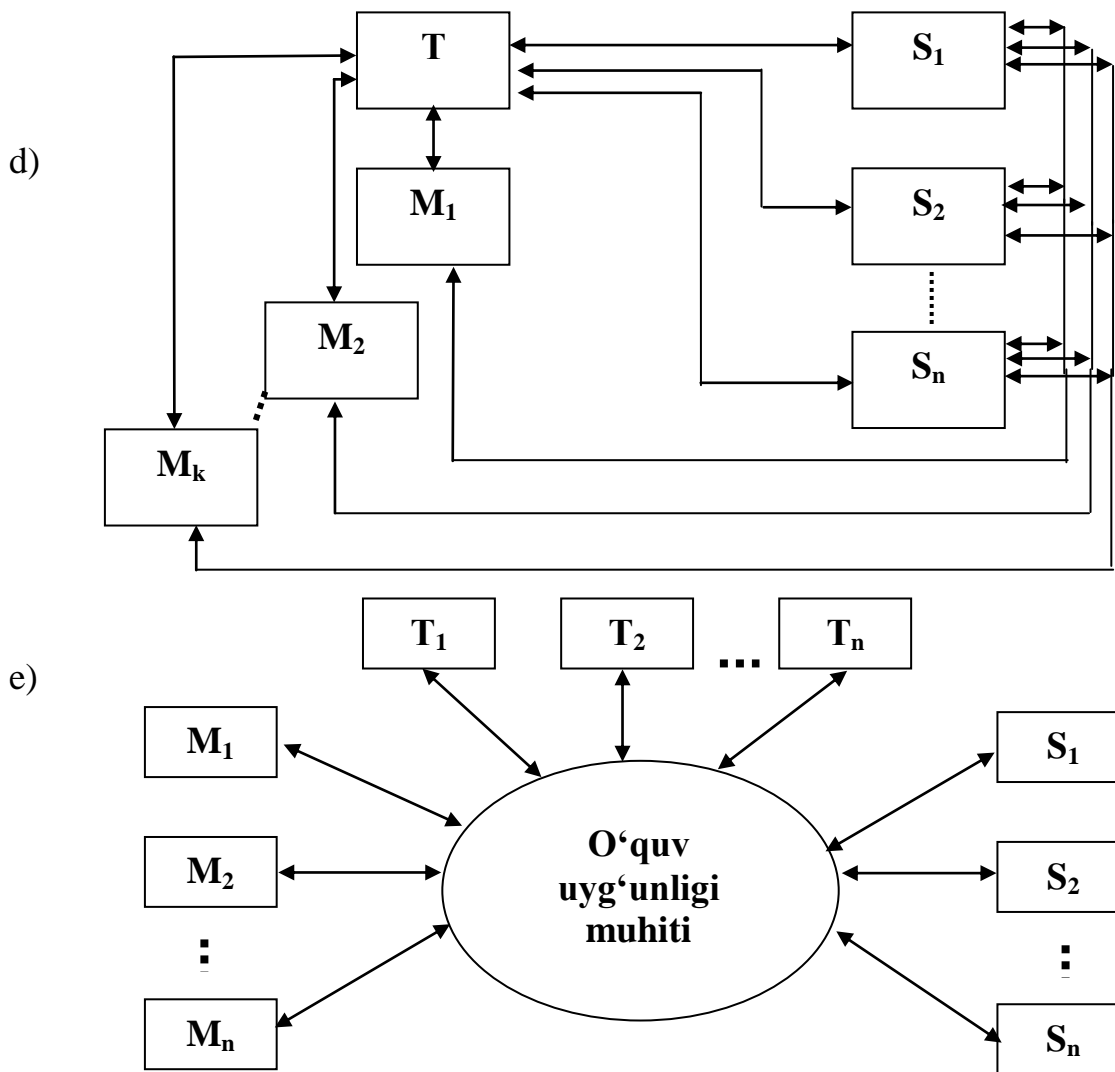 d)
T
S₁
M₁
S₂
M₂
Sₙ
Mₖ
e)
T₁
T₂
...
Tₙ
M₁
S₁
M₂
O‘quv
uyg‘unligi
muhiti
S₂
Mₙ
Sₙ